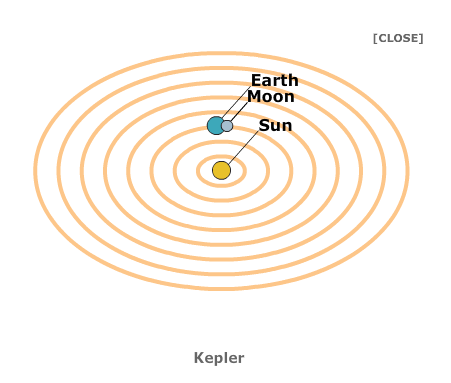 [CLOSE]
Earth
Moon
Sun
Kepler